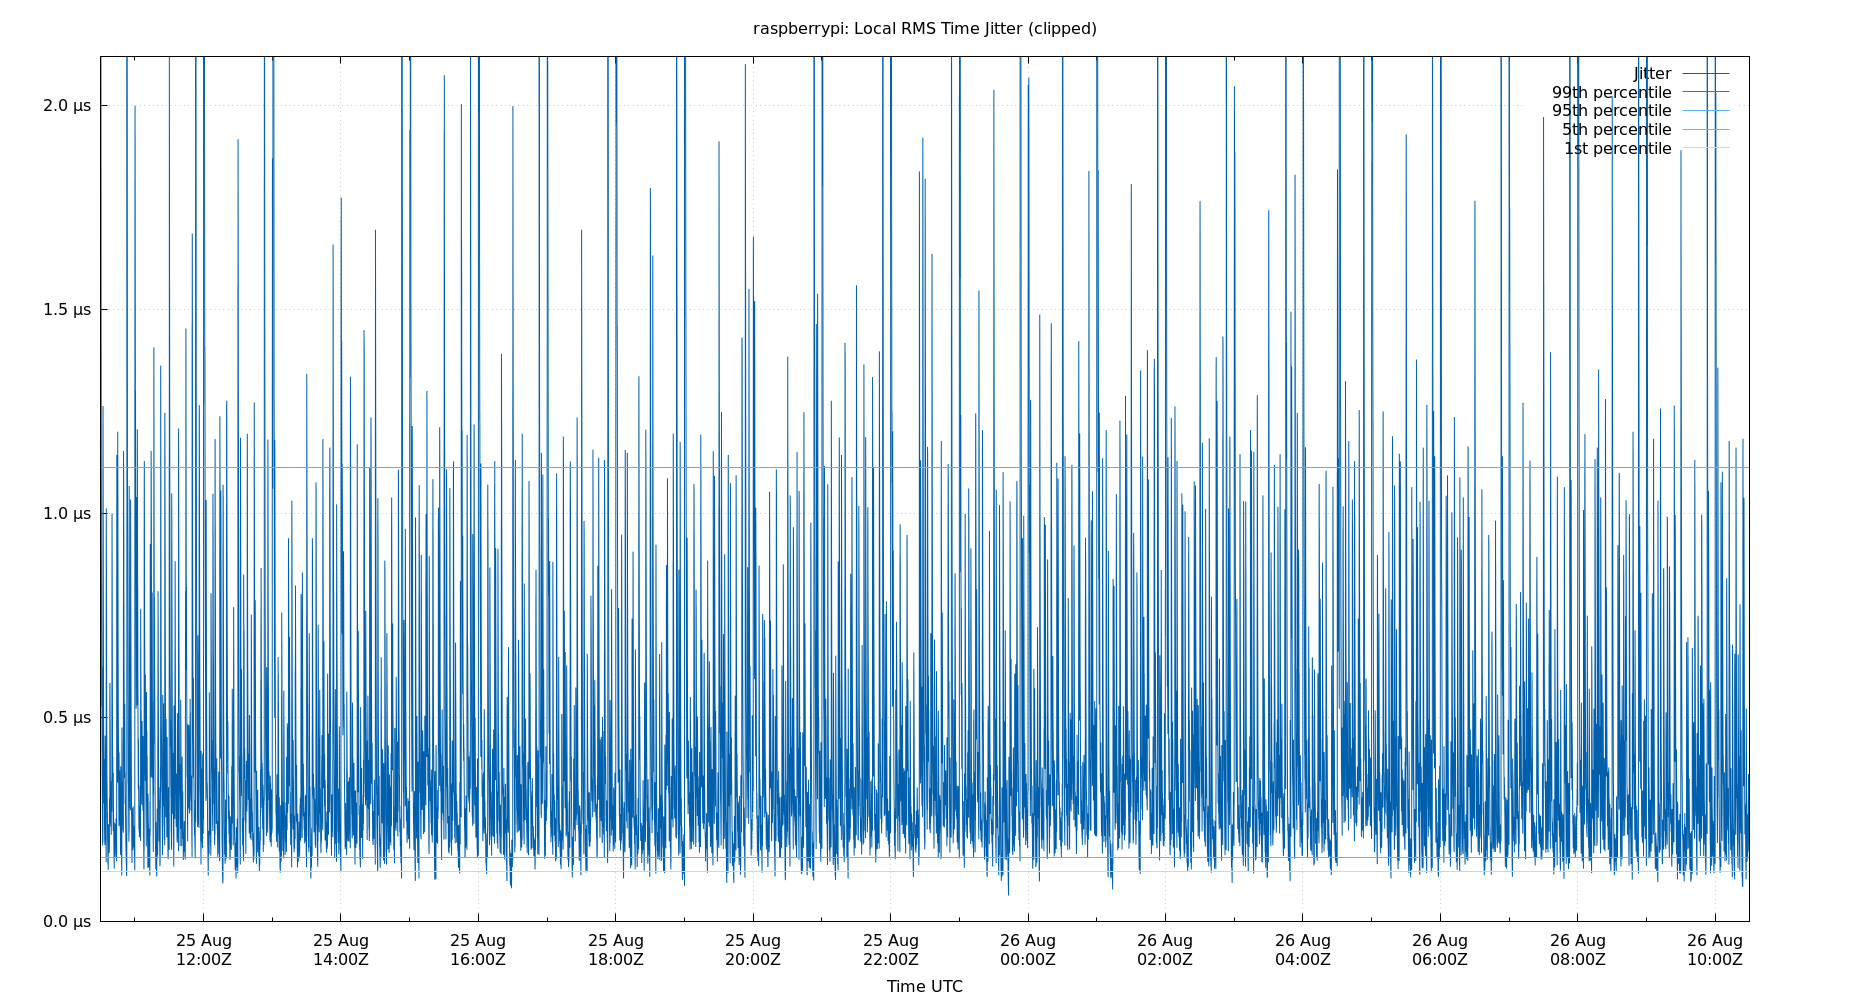 raspberrypi: Local RMS Time Jitter (clipped)
Jitter
99th percentile
95th percentile
5th percentile
1st percentile
2.0 µs
1.5 µs
1.0 µs
0.5 µs
0.0 µs
25 Aug 25 Aug 25 Aug 25 Aug 25 Aug 25 Aug 26 Aug 26 Aug 26 Aug 26 Aug 26 Aug 26 Aug
12:00Z 14:00Z 16:00Z 18:00Z 20:00Z 22:00Z 00:00Z 02:00Z 04:00Z 06:00Z 08:00Z 10:00Z
Time UTC